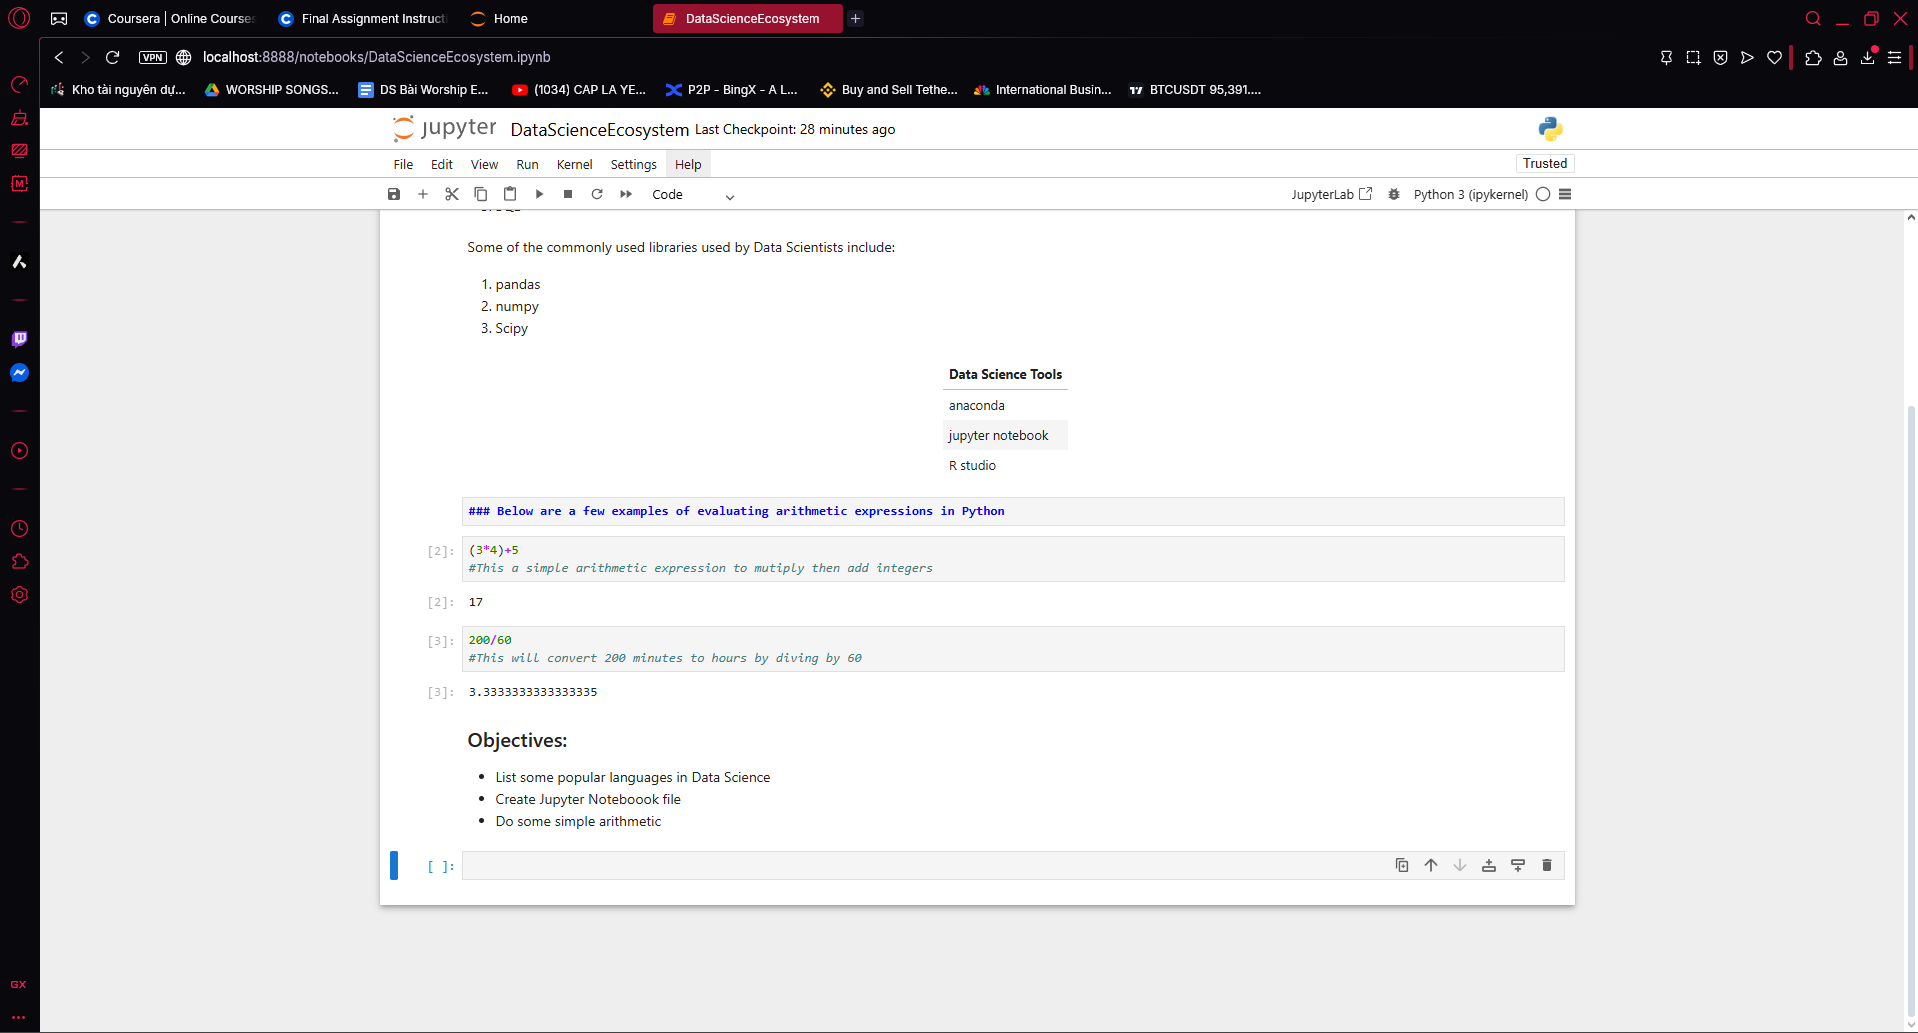 Coursera | Online Courses
Final Assignment Instructi
Home
DataScienceEcosystem
VPN
localhost:8888/notebooks/DataScienceEcosystem.ipynb
Kho tài nguyên dự...
WORSHIP SONGS...
DS Bài Worship E...
(1034) CAP LA YE...
P2P - BingX - A L...
Buy and Sell Tethe...
International Busin...
BTCUSDT 95,391....
jupyter
DataScienceEcosystem Last Checkpoint: 28 minutes ago
File Edit View Run Kernel Settings Help
Trusted
Code
JupyterLab
Python 3 (ipykernel)
Some of the commonly used libraries used by Data Scientists include:
1. pandas
2. numpy
3. Scipy
Data Science Tools
anaconda
jupyter notebook
R studio
### Below are a few examples of evaluating arithmetic expressions in Python
[2]: (3*4)+5
#This a simple arithmetic expression to mutiply then add integers
[2]: 17
[3]: 200/60
#This will convert 200 minutes to hours by diving by 60
[3]: 3.3333333333333335
Objectives:
• List some popular languages in Data Science
• Create Jupyter Noteboook file
• Do some simple arithmetic
[ ]:
GX